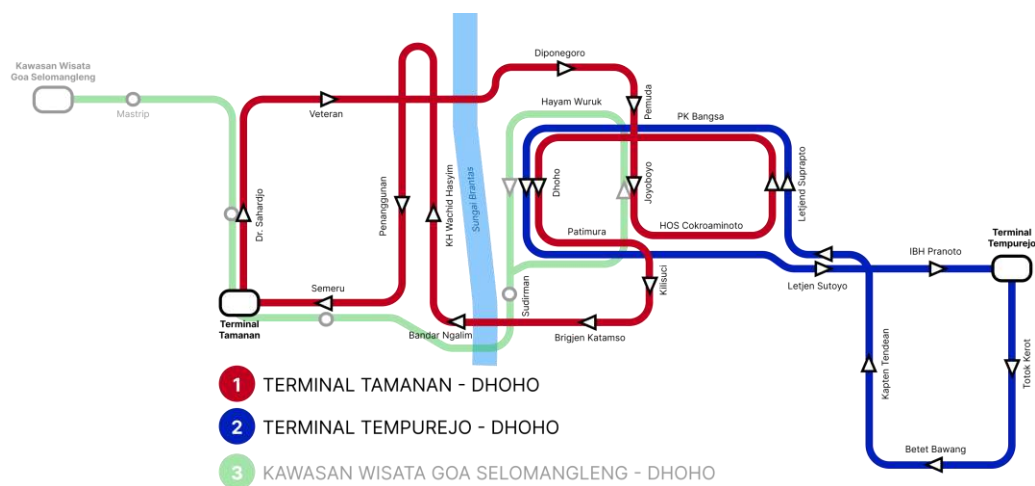 Kawasan Wisata
Goa Selomangleng
Mastrip
Veteran
Diponegoro
Pemuda
Hayam Wuruk
PK Bangsa
Dr. Sahardjo
Penanggunan
KH Wachid Hasyim
Sungai Brantas
Dhoho
Joyoboyo
Letjend Suprapto
Patimura
HOS Cokroaminoto
Terminal
Tempurejo
IBH Pranoto
Letjen Sutoyo
Kilisuci
Sudirman
Semeru
Terminal
Tamanan
Bandar Ngalim
Brigjen Katamso
Kapten Tendean
Totok Kerot
Betet Bawang
1 TERMINAL TAMANAN - DHOHO
2 TERMINAL TEMPUREJO - DHOHO
3 KAWASAN WISATA GOA SELOMANGLENG - DHOHO